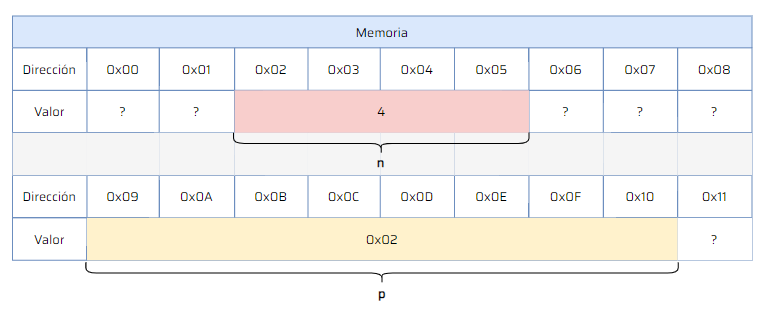 Memoria
Dirección 0x00 0x01 0x02 0x03 0x04 0x05 0x06 0x07 0x08
Valor ? ? 4 ? ? ?
n
Dirección 0x09 0x0A 0x0B 0x0C 0x0D 0x0E 0x0F 0x10 0x11
Valor 0x02 ?
p